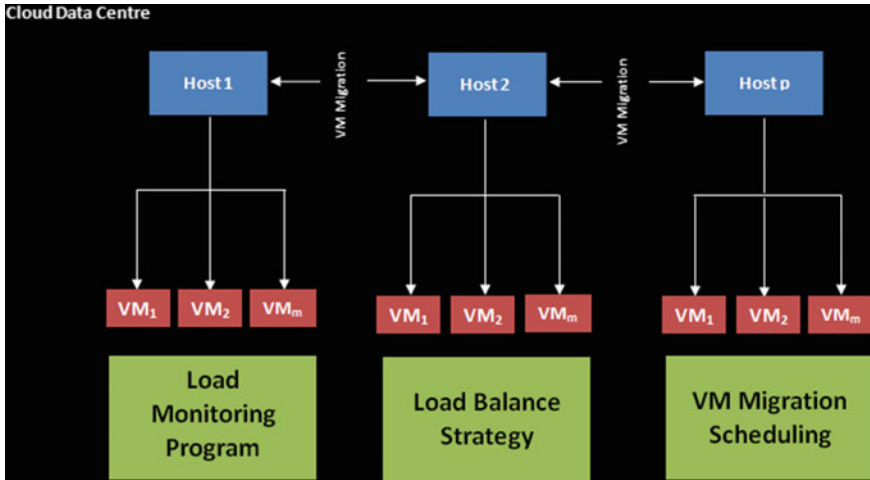 Cloud Data Centre
Host 1
VM Migration
Host 2
VM Migration
Host p
VM₁
VM₂
VMₘ
VM₁
VM₂
VMₘ
VM₁
VM₂
VMₘ
Load
Monitoring
Program
Load Balance
Strategy
VM Migration
Scheduling